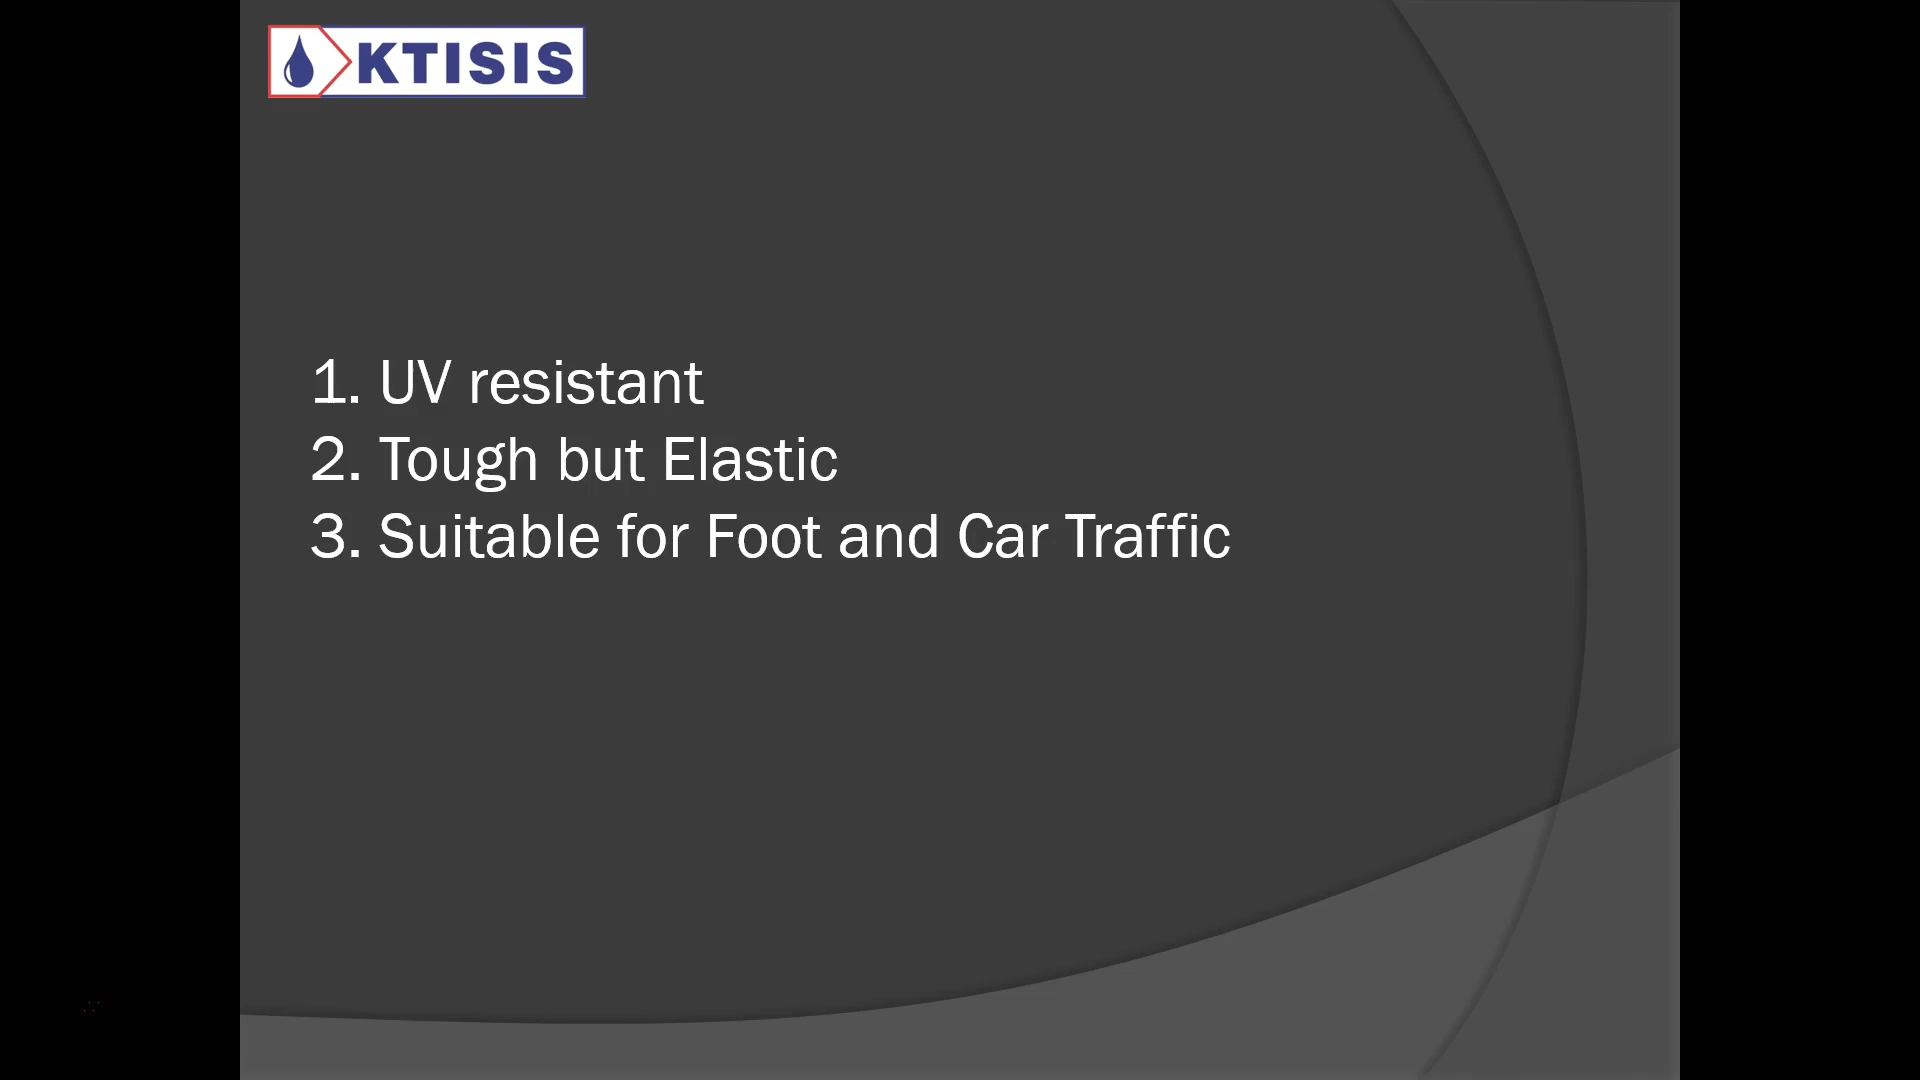 KTISIS
1. UV resistant
2. Tough but Elastic
3. Suitable for Foot and Car Traffic